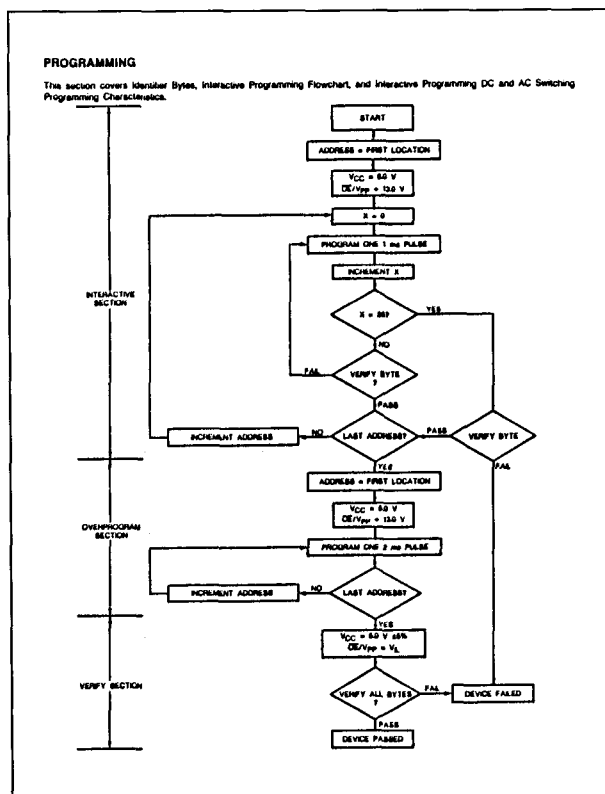 PROGRAMMING
This section covers Identifier Bytes, Interactive Programming Flowchart, and Interactive Programming DC and AC Switching
Programming Characteristics.
START
ADDRESS = FIRST LOCATION
VCC = 6.0 V
OE/VPP = 13.0 V
X = 0
PROGRAM ONE 1 ms PULSE
INCREMENT X
INTERACTIVE
SECTION
X =
YES
NO
FAIL
VERIFY BYTE
?
PASS
INCREMENT ADDRESS
NO
LAST ADDRESS?
PASS
VERIFY BYTE
YES
FAIL
ADDRESS = FIRST LOCATION
OVERPROGRAM
SECTION
VCC =
OE/VPP = 13.0 V
PROGRAM ONE 2 ms PULSE
INCREMENT ADDRESS
NO
LAST ADDRESS?
YES
VCC = 5.0 V ±5%
OE/VPP = VIL
VERIFY SECTION
VERIFY ALL BYTES
?
FAIL
DEVICE FAILED
PASS
DEVICE PASSED